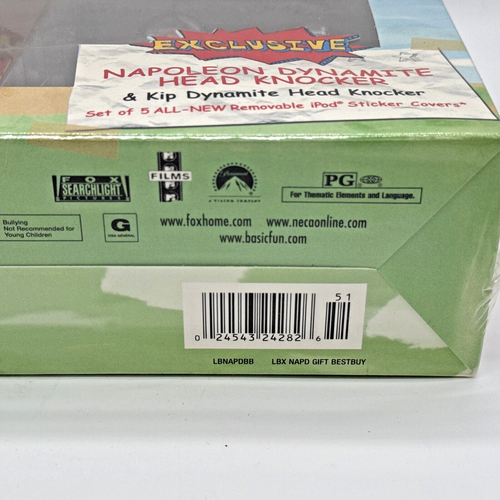 EXCLUSIVE
NAPOLEON DYNAMITE
HEAD KNOCKER
& Kip Dynamite Head Knocker
Set of 5 ALL-NEW Removable iPod® Sticker Covers*
FOX
SEARCHLIGHT
PICTURES
FILMS
Paramount
A VIACOM COMPANY
PG
For Thematic Elements and Language.
Bullying
Not Recommended for
Young Children
G
www.foxhome.com www.necaonline.com
www.basicfun.com
51
0 24543 24282 6
LBNAPDBB LBX NAPD GIFT BESTBUY